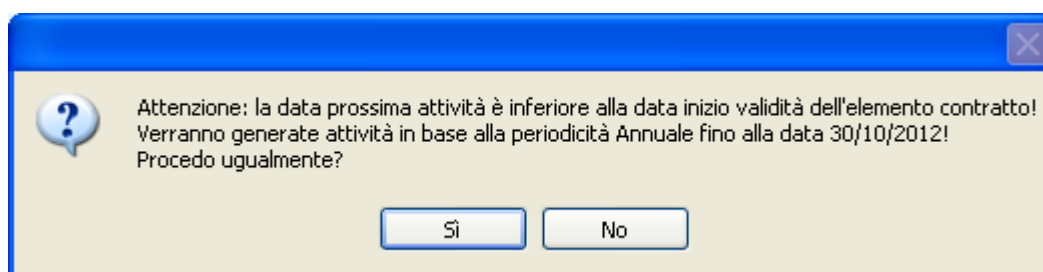 Attenzione: la data prossima attività è inferiore alla data inizio validità dell'elemento contratto!
Verranno generate attività in base alla periodicità Annuale fino alla data 30/10/2012!
Procedo ugualmente?
Sì
No